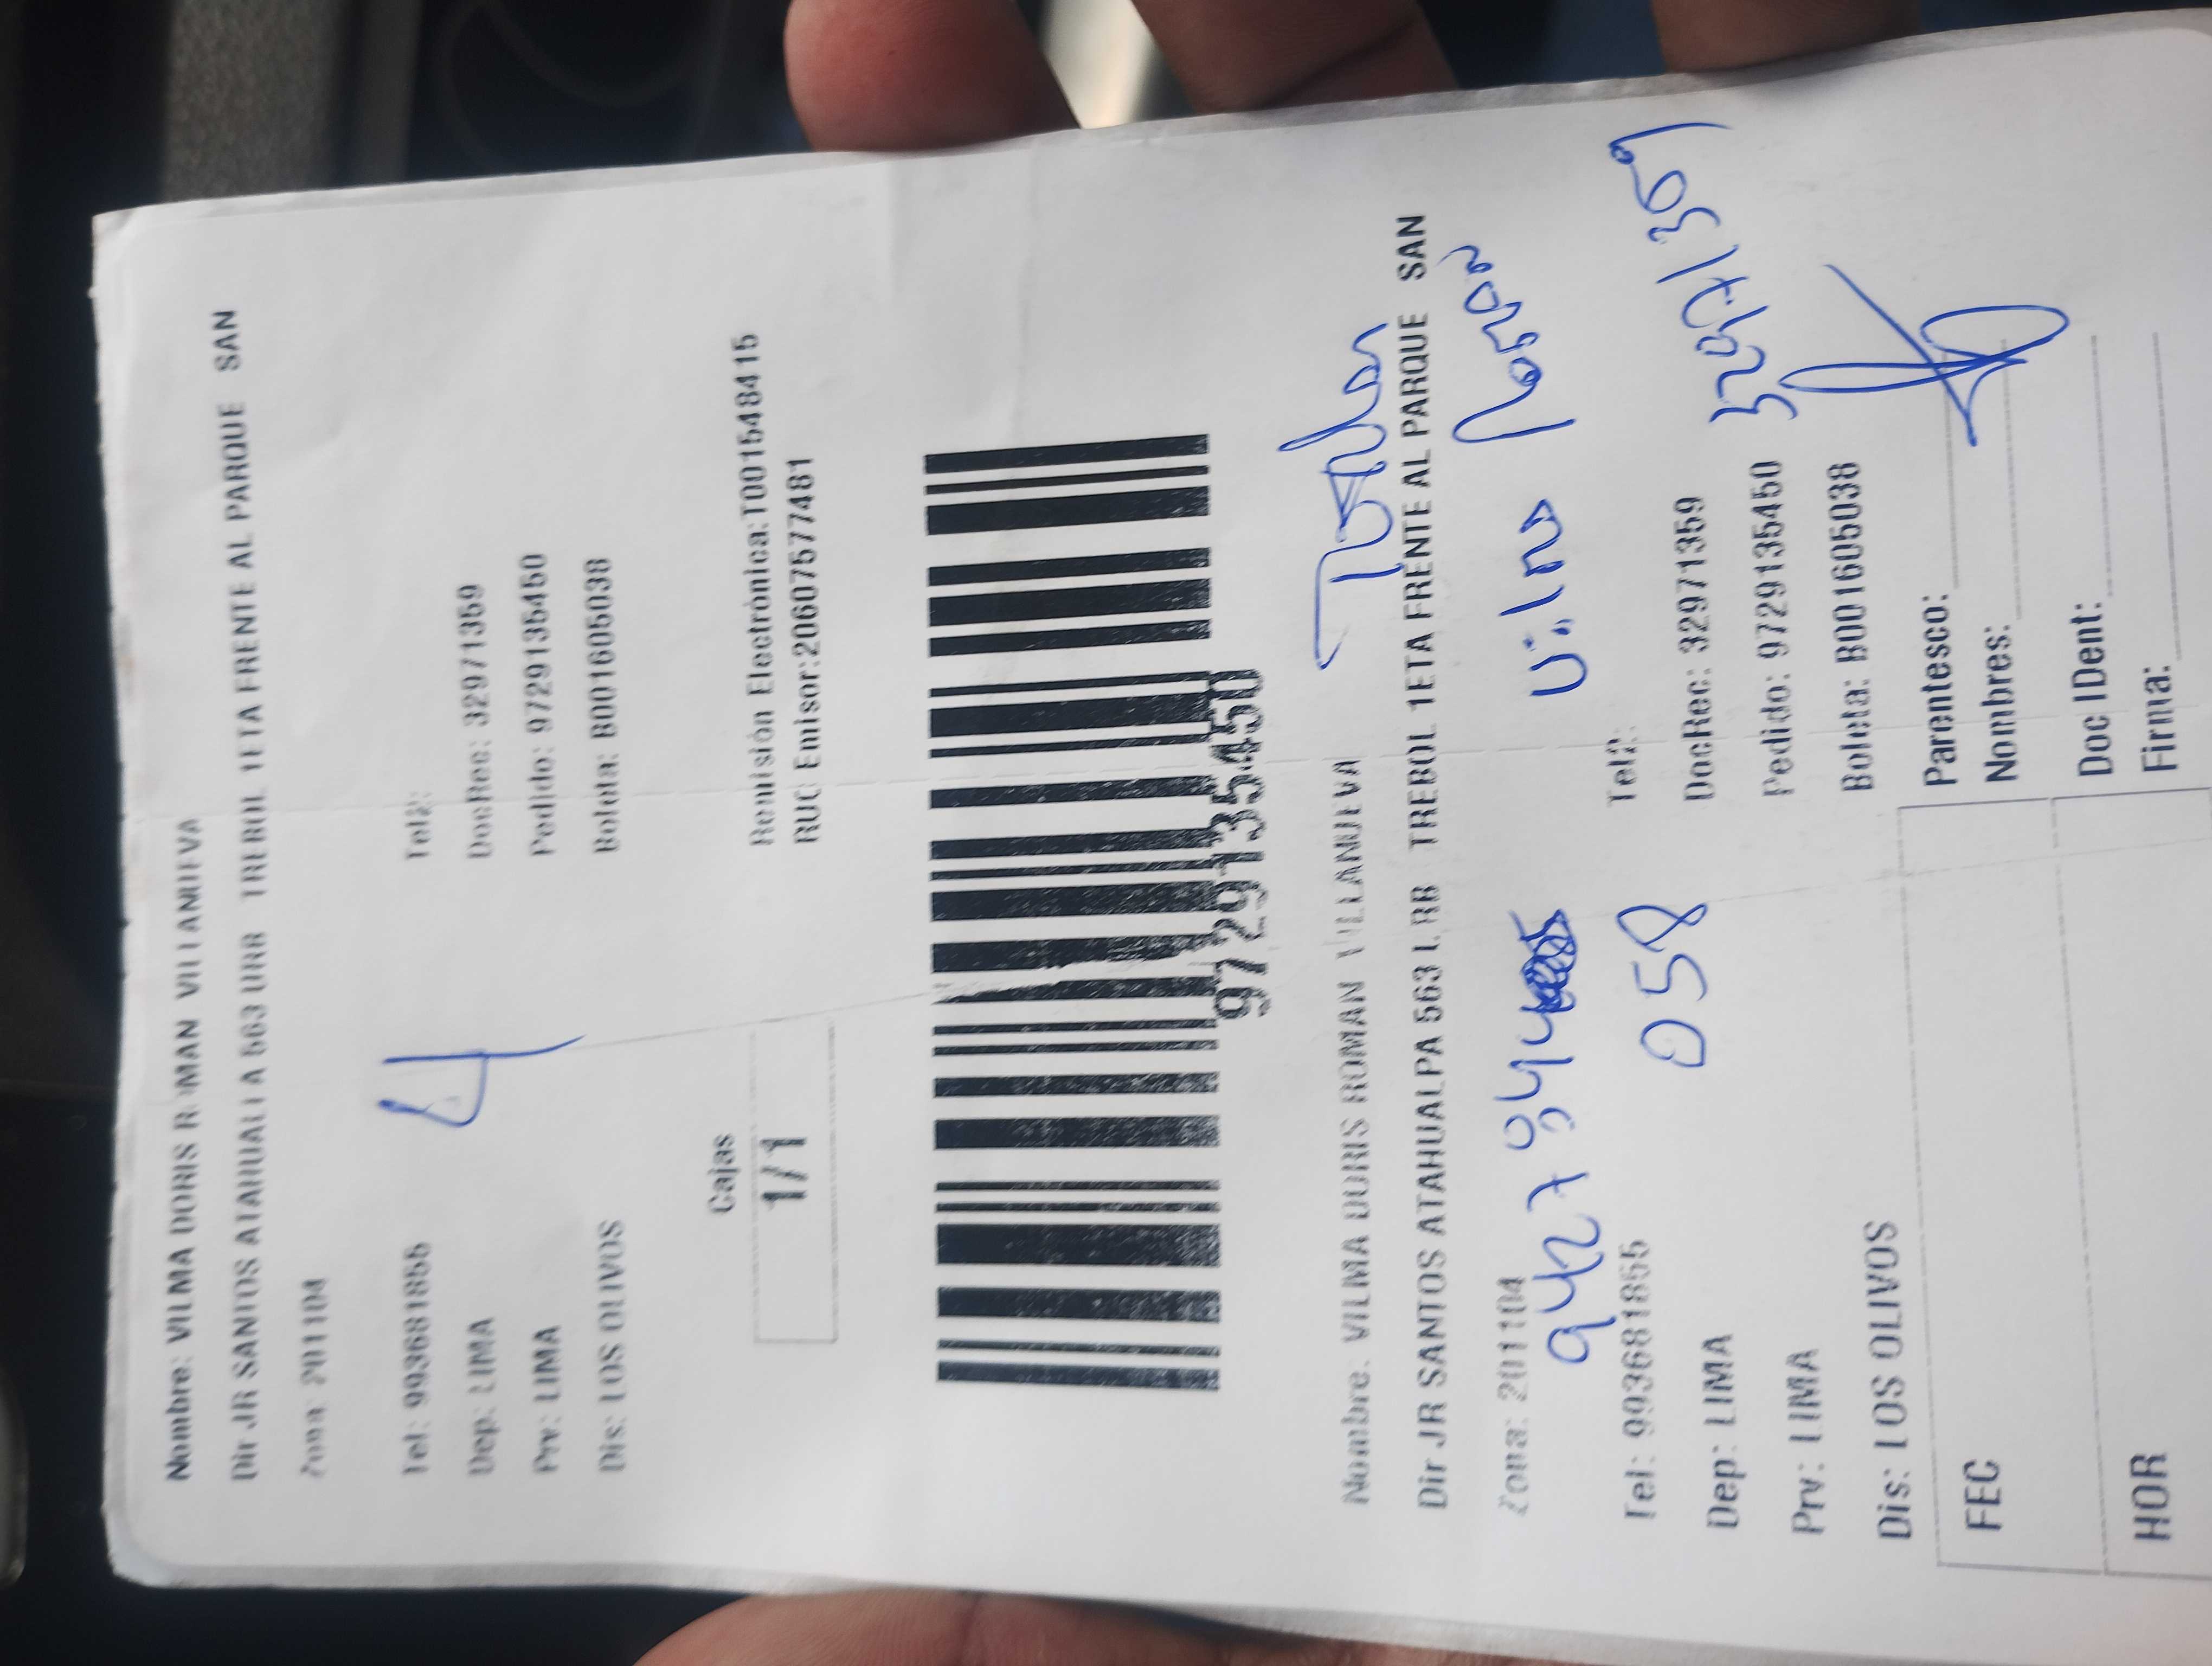 Nombre: VILMA DORIS ROMAN VILLANUEVA
Dir JR SANTOS ATAHUALPA 563 URB TREBOL 1ETA FRENTE AL PARQUE SAN
Zona: 201104
4
Tel: 993681855 Tel2:
Dep: LIMA DocRec: 32971359
Prv: LIMA Pedido: 9729135450
Dis: LOS OLIVOS Boleta: B001605038
Cajas
1/1
Remisión Electrónica:T001548415
RUC Emisor:20607577481
9729135450
Nombre: VILMA DORIS ROMAN VILLANUEVA
Dir JR SANTOS ATAHUALPA 563 URB TREBOL 1ETA FRENTE AL PARQUE SAN
Zona: 201104
Roman
Tel: 993681855 Tel2:
058
Dep: LIMA DocRec: 32971359
32971359
Prv: LIMA Pedido: 9729135450
Dis: LOS OLIVOS Boleta: B001605038
FEC
Parentesco:
Nombres:
HOR
Doc IDent:
Firma: